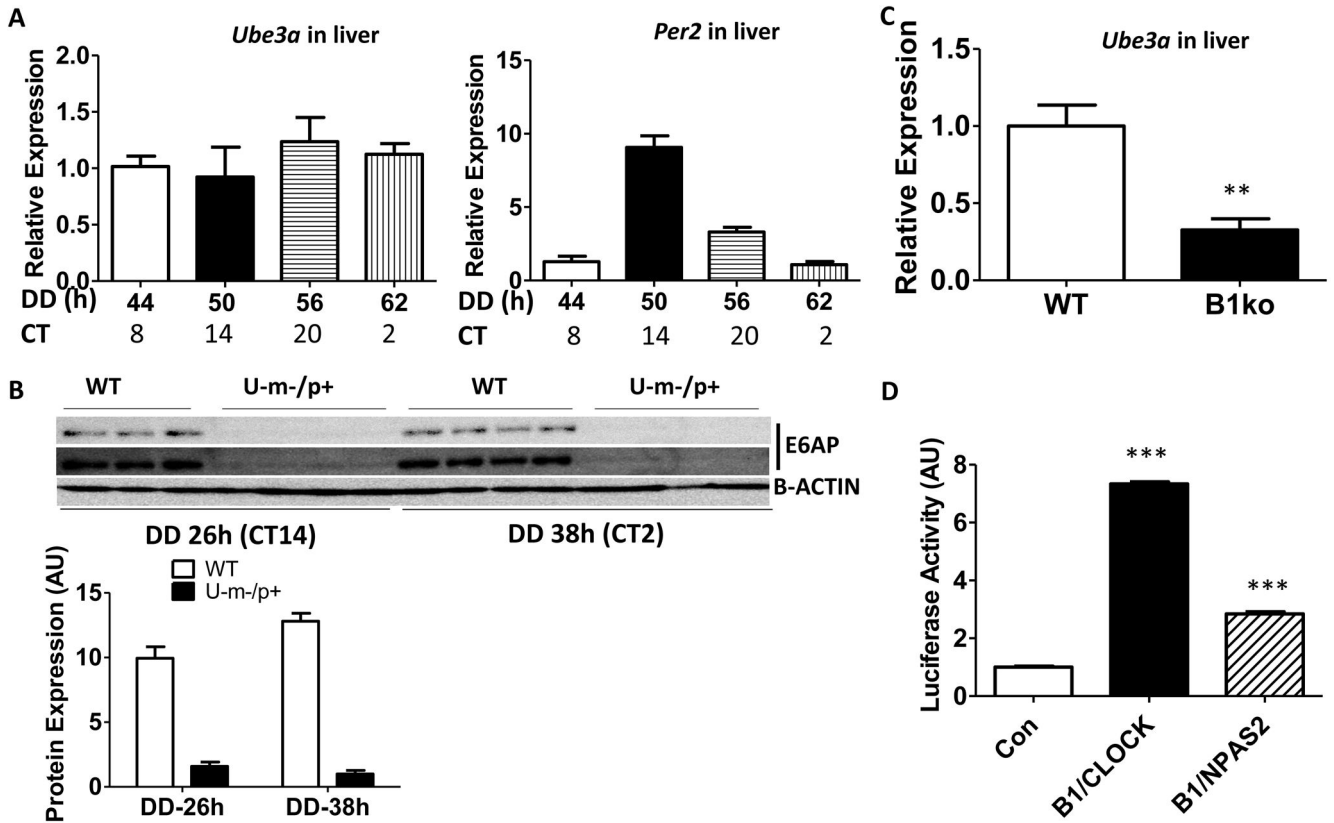 A
Ube3a in liver
Relative Expression
2.0
1.5
1.0
0.5
0.0
DD (h) 44 50 56 62
CT 8 14 20 2
Per2 in liver
Relative Expression
15
10
5
0
DD (h) 44 50 56 62
CT 8 14 20 2
C
Ube3a in liver
Relative Expression
1.5
1.0
0.5
0.0
**
WT B1ko
B
WT U-m-/p+ WT U-m-/p+
E6AP
B-ACTIN
DD 26h (CT14) DD 38h (CT2)
WT
U-m-/p+
Protein Expression (AU)
15
10
5
0
DD-26h DD-38h
D
Luciferase Activity (AU)
8
6
4
2
0
***
***
Con B1/CLOCK B1/NPAS2